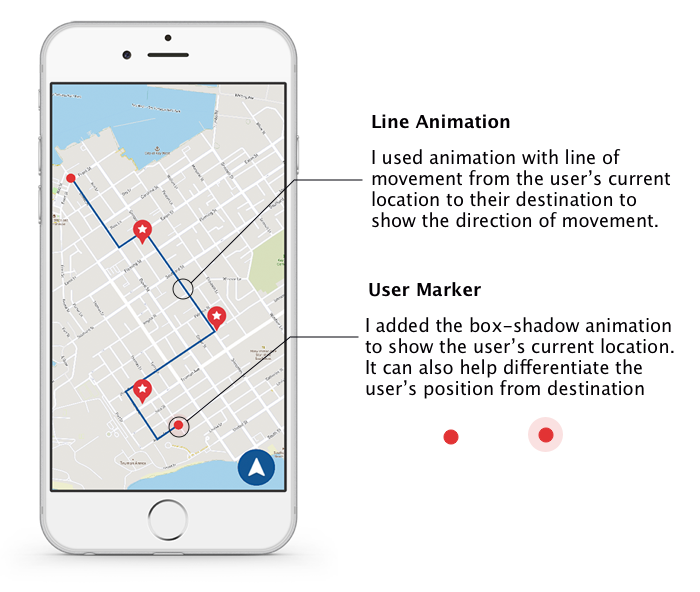 Line Animation
I used animation with line of
movement from the user’s current
location to their destination to
show the direction of movement.
User Marker
I added the box-shadow animation
to show the user’s current location.
It can also help differentiate the
user’s position from destination